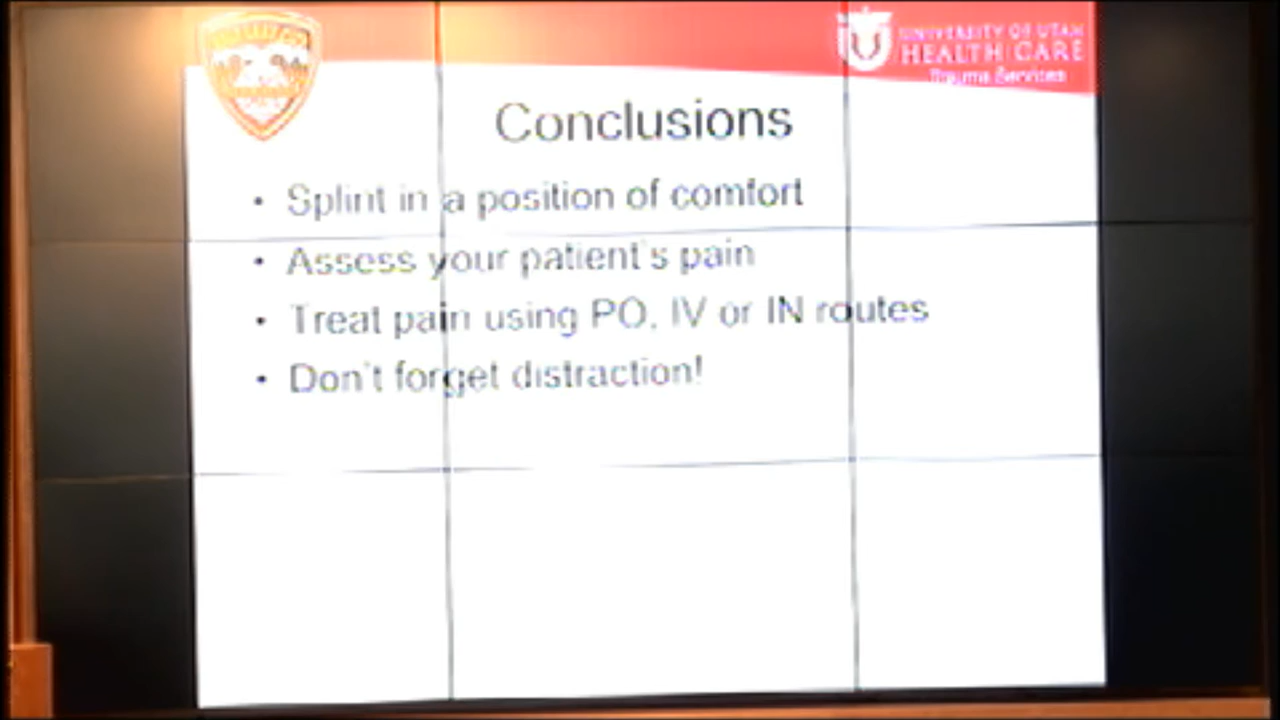 UNIVERSITY OF UTAH
HEALTH CARE
Trauma Services
Conclusions
• Splint in a position of comfort
• Assess your patient's pain
• Treat pain using PO, IV or IN routes
• Don't forget distraction!